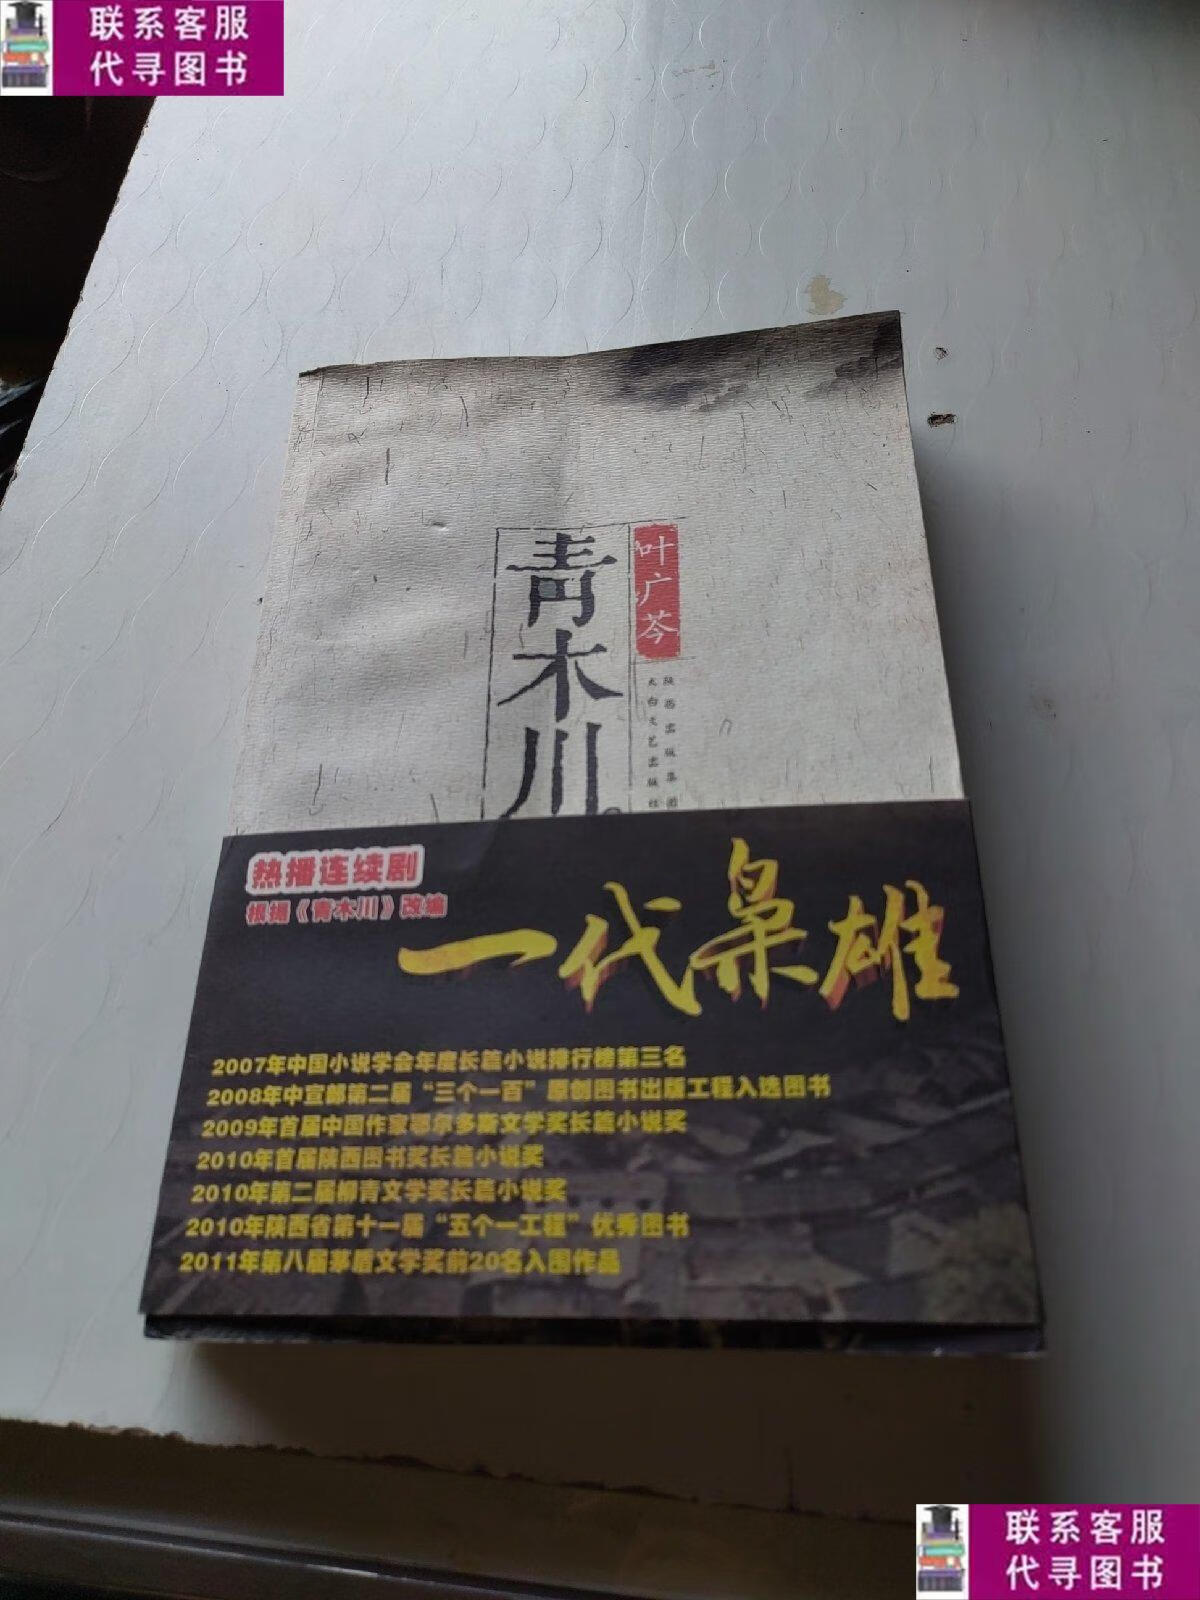 联系客服
代寻图书
青木川
叶广芩
陕西出版集团
太白文艺出版社
热播连续剧
根据《青木川》改编
一代枭雄
2007年中国小说学会年度长篇小说排行榜第三名
2008年中宣部第二届“三个一百”原创图书出版工程入选图书
2009年首届中国作家鄂尔多斯文学奖长篇小说奖
2010年首届陕西图书奖长篇小说奖
2010年第二届柳青文学奖长篇小说奖
2010年陕西省第十一届“五个一工程”优秀图书
2011年第八届茅盾文学奖前20名入围作品
联系客服
代寻图书